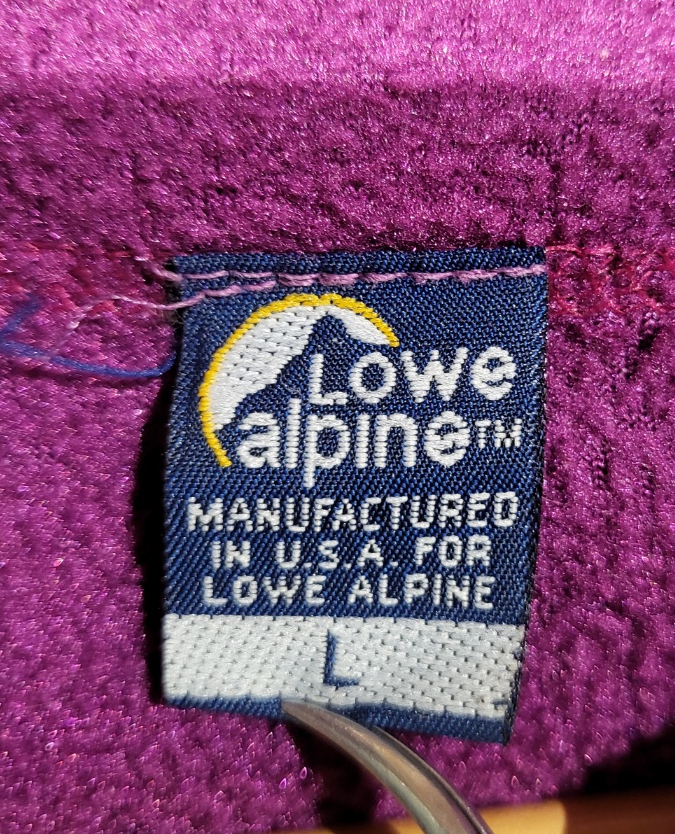 Lowe
alpine™
MANUFACTURED
IN U.S.A. FOR
LOWE ALPINE
L